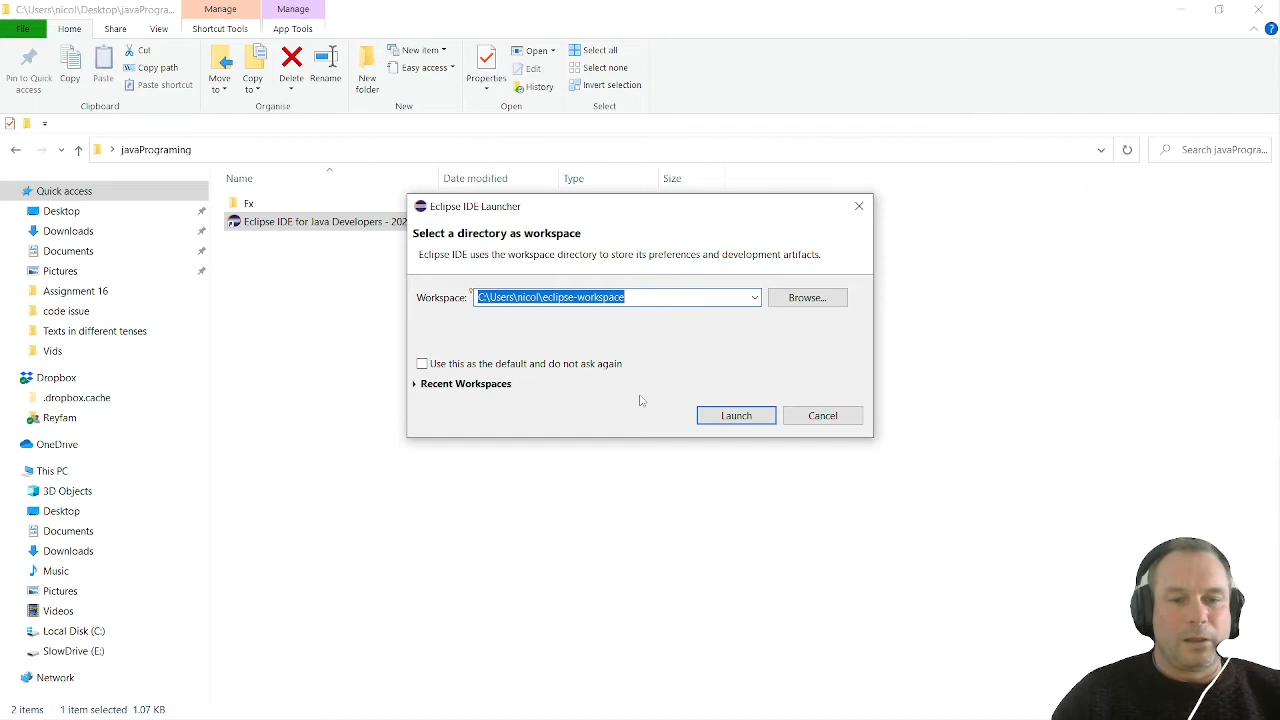 C:\Users\nicol\Desktop\javaPrograming...
Manage
Manage
File
Home
Share
View
Shortcut Tools
App Tools
Pin to Quick access
Copy
Paste
Cut
Copy path
Paste shortcut
Clipboard
Move to
Copy to
Delete
Rename
Organise
New folder
New item
Easy access
New
Properties
Open
Edit
History
Open
Select all
Select none
Invert selection
Select
javaPrograming
Search javaProgra...
Name
Date modified
Type
Size
Fx
Eclipse IDE for Java Developers - 202
Quick access
Desktop
Downloads
Documents
Pictures
Assignment 16
code issue
Texts in different tenses
Vids
Dropbox
.dropbox.cache
Reyfam
OneDrive
This PC
3D Objects
Desktop
Documents
Downloads
Music
Pictures
Videos
Local Disk (C:)
SlowDrive (E:)
Network
2 items
1 item selected 1.07 KB
Eclipse IDE Launcher
Select a directory as workspace
Eclipse IDE uses the workspace directory to store its preferences and development artifacts.
Workspace:
C:\Users\nicol\eclipse-workspace
Browse...
Use this as the default and do not ask again
Recent Workspaces
Launch
Cancel